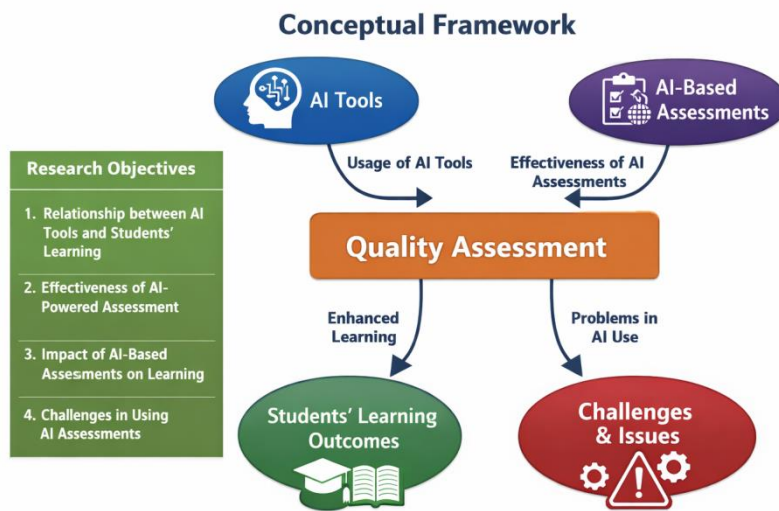 Conceptual Framework
AI Tools
AI-Based
Assessments
Usage of AI Tools
Effectiveness of AI
Assessments
Research Objectives
1. Relationship between AI
Tools and Students'
Learning
2. Effectiveness of AI-
Powered Assessment
3. Impact of AI-Based
Assesments on Learning
4. Challenges in Using
AI Assessments
Quality Assessment
Enhanced
Learning
Problems in
AI Use
Students' Learning
Outcomes
Challenges
& Issues